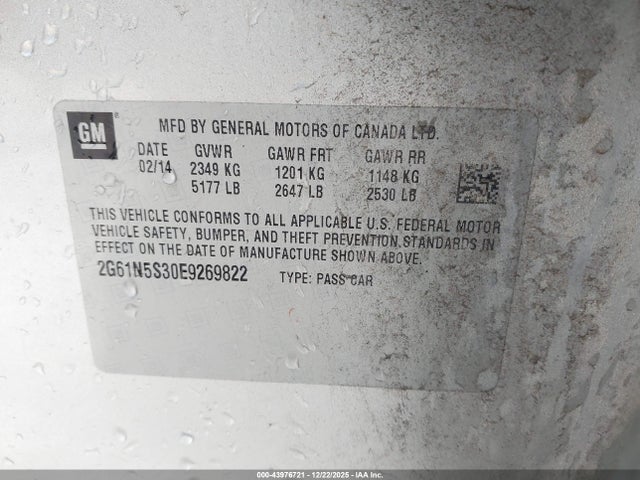 GM
MFD BY GENERAL MOTORS OF CANADA LTD.
DATE GVWR GAWR FRT GAWR RR
02/14 2349 KG 1201 KG 1148 KG
5177 LB 2647 LB 2530 LB
THIS VEHICLE CONFORMS TO ALL APPLICABLE U.S. FEDERAL MOTOR
VEHICLE SAFETY, BUMPER, AND THEFT PREVENTION STANDARDS IN
EFFECT ON THE DATE OF MANUFACTURE SHOWN ABOVE.
2G61N5S30E9269822 TYPE: PASS CAR
000-43976721 - 12/22/2025 - IAA Inc.